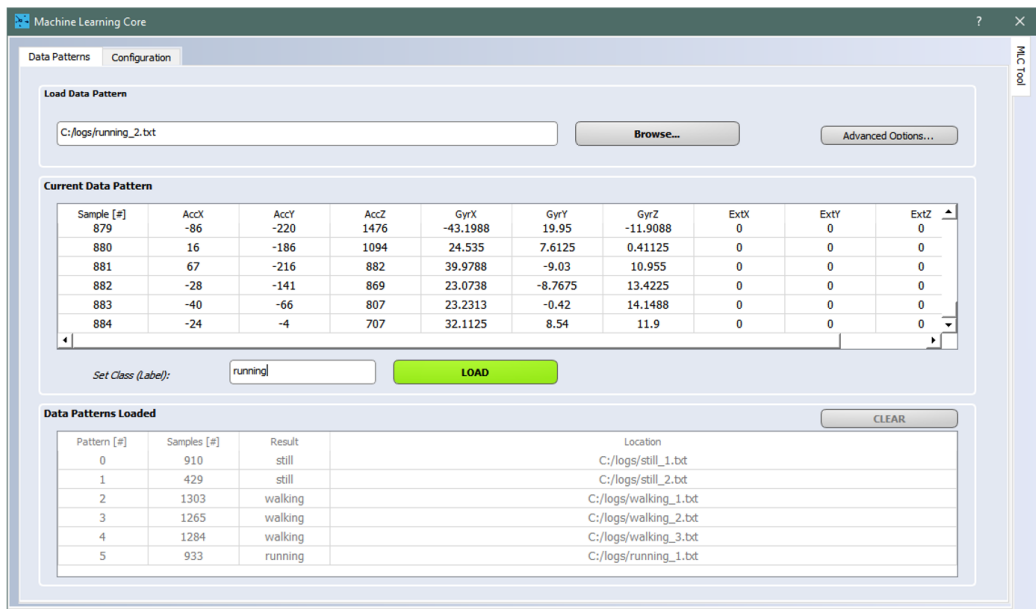 Machine Learning Core ? ×
MLC Tool
Data Patterns Configuration
Load Data Pattern
C:/logs/running_2.txt Browse... Advanced Options...
Current Data Pattern
Sample [#] AccX AccY AccZ GyrX GyrY GyrZ ExtX ExtY ExtZ
879 -86 -220 1476 -43.1988 19.95 -11.9088 0 0 0
880 16 -186 1094 24.535 7.6125 0.41125 0 0 0
881 67 -216 882 39.9788 -9.03 10.955 0 0 0
882 -28 -141 869 23.0738 -8.7675 13.4225 0 0 0
883 -40 -66 807 23.2313 -0.42 14.1488 0 0 0
884 -24 -4 707 32.1125 8.54 11.9 0 0 0
Set Class (Label): running LOAD
Data Patterns Loaded CLEAR
Pattern [#] Samples [#] Result Location
0 910 still C:/logs/still_1.txt
1 429 still C:/logs/still_2.txt
2 1303 walking C:/logs/walking_1.txt
3 1265 walking C:/logs/walking_2.txt
4 1284 walking C:/logs/walking_3.txt
5 933 running C:/logs/running_1.txt